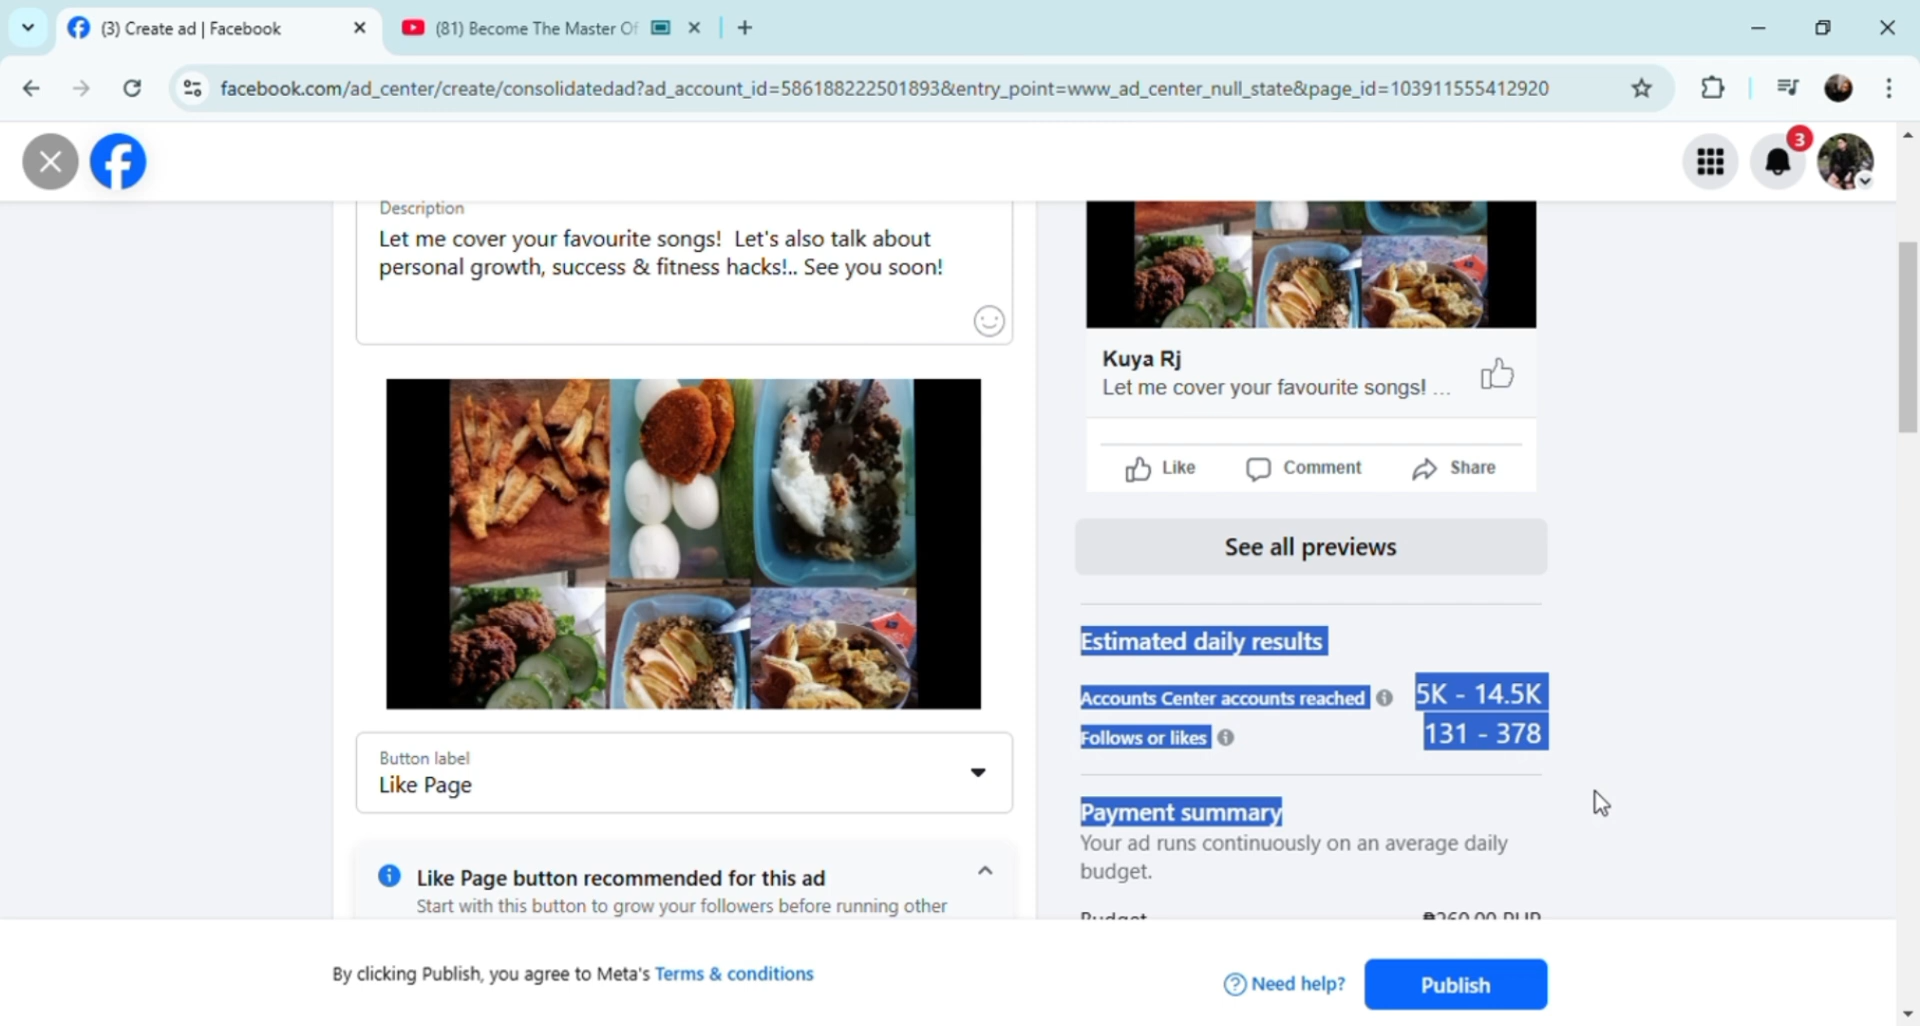 (3) Create ad | Facebook
(81) Become The Master Of
facebook.com/ad_center/create/consolidatedad?ad_account_id=586188222501893&entry_point=www_ad_center_null_state&page_id=103911555412920
3
Description
Let me cover your favourite songs!  Let's also talk about
personal growth, success & fitness hacks!.. See you soon!
Button label
Like Page
Like Page button recommended for this ad
Start with this button to grow your followers before running other
Kuya Rj
Let me cover your favourite songs! ...
Like
Comment
Share
See all previews
Estimated daily results
Accounts Center accounts reached
5K - 14.5K
Follows or likes
131 - 378
Payment summary
Your ad runs continuously on an average daily
budget.
Budget
₱260.00 PHP
By clicking Publish, you agree to Meta's Terms & conditions
Need help?
Publish